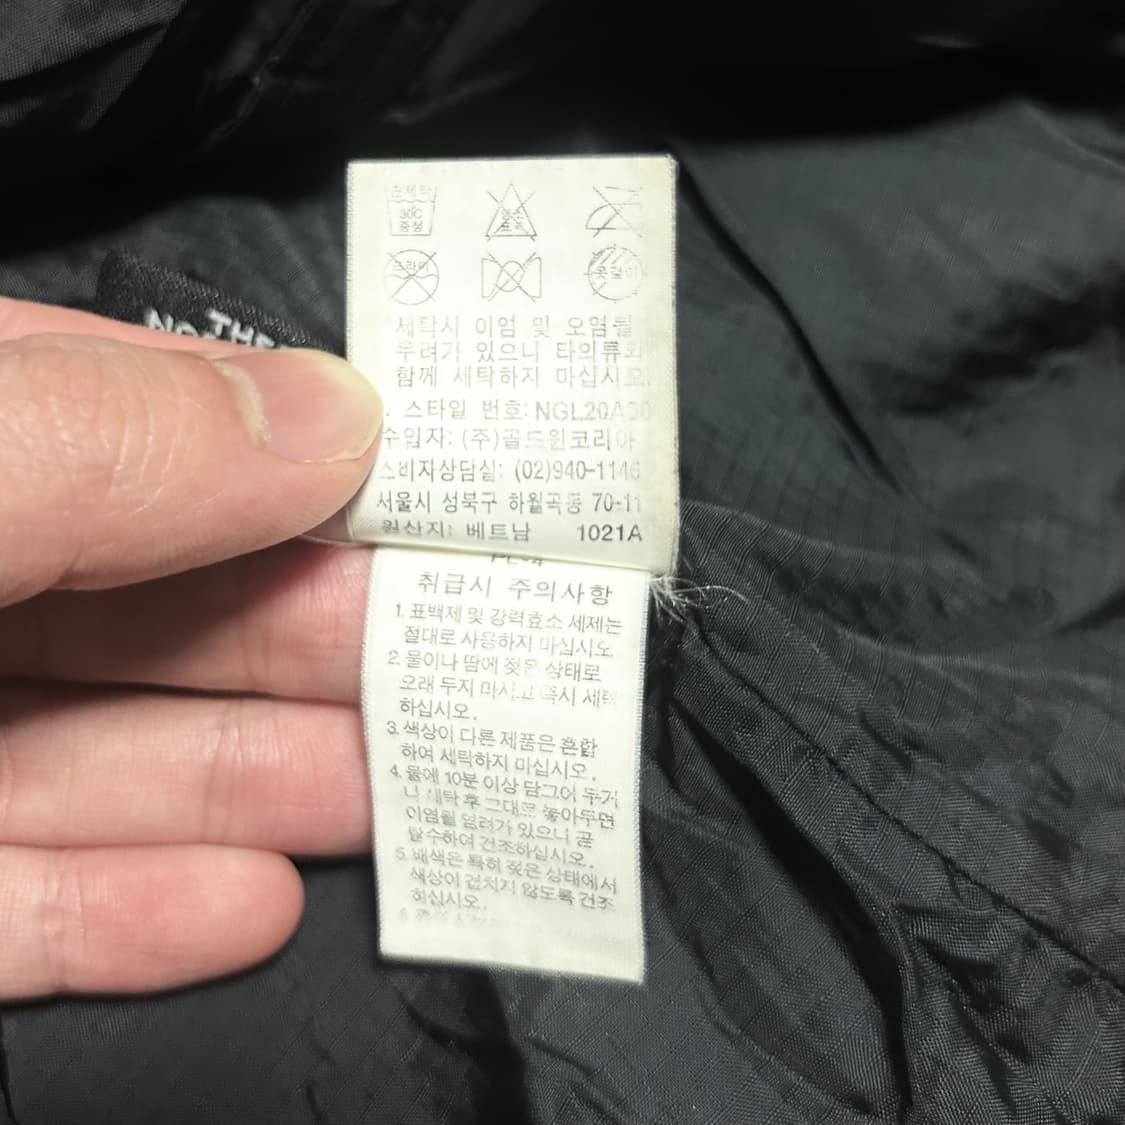 THE
손세탁
30℃
중성
드라이
옷걸이
세탁시 이염 및 오염될
우려가 있으니 타의류와
함께 세탁하지 마십시오.
. 스타일 번호: NGL20A30
수입자: (주)골드윈코리아
소비자상담실: (02)940-1146
서울시 성북구 하월곡동 70-11
원산지: 베트남 1021A
취급시 주의사항
1. 표백제 및 강력효소 세제는
절대로 사용하지 마십시오.
2. 물이나 땀에 젖은 상태로
오래 두지 마시고 즉시 세탁
하십시오.
3. 색상이 다른 제품은 혼합
하여 세탁하지 마십시오.
4. 물에 10분 이상 담그어 두거
나 세탁 후 그대로 놓아두면
이염될 염려가 있으니 곧
탈수하여 건조하십시오.
5. 배색은 특히 젖은 상태에서
색상이 겹치지 않도록 건조
하십시오.